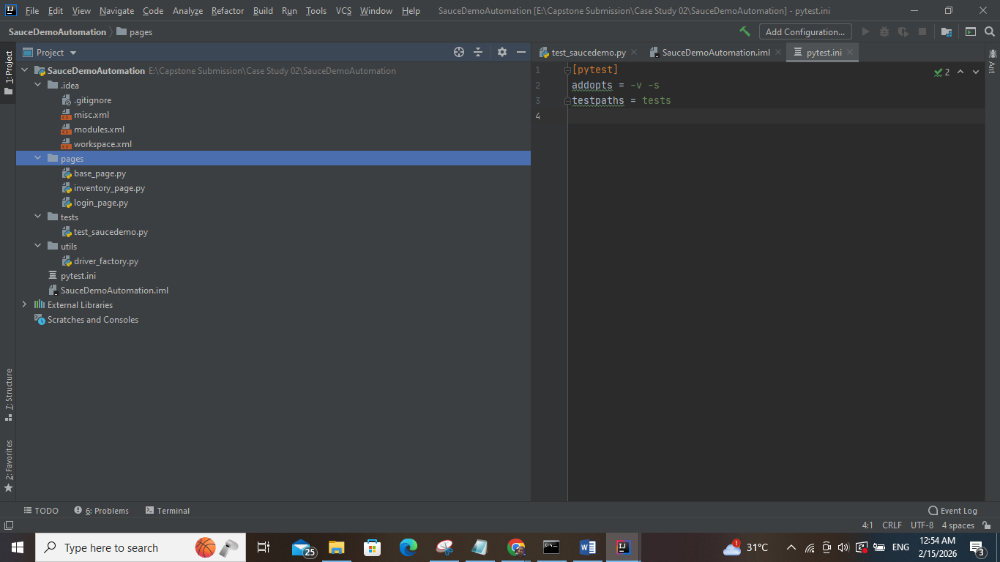 File Edit View Navigate Code Analyze Refactor Build Run Tools VCS Window Help SauceDemoAutomation [E:\Capstone Submission\Case Study 02\SauceDemoAutomation] - pytest.ini
SauceDemoAutomation pages Add Configuration...
1: Project
Project
SauceDemoAutomation E:\Capstone Submission\Case Study 02\SauceDemoAutomation
.idea
.gitignore
misc.xml
modules.xml
workspace.xml
pages
base_page.py
inventory_page.py
login_page.py
tests
test_saucedemo.py
utils
driver_factory.py
pytest.ini
SauceDemoAutomation.iml
External Libraries
Scratches and Consoles
7: Structure
2: Favorites
test_saucedemo.py SauceDemoAutomation.iml pytest.ini
1 [pytest]
2 addopts = -v -s
3 testpaths = tests
4
2
Ant
TODO 6: Problems Terminal Event Log
4:1 CRLF UTF-8 4 spaces
Type here to search 25 31°C 1 ENG 12:54 AM
2/15/2026 3